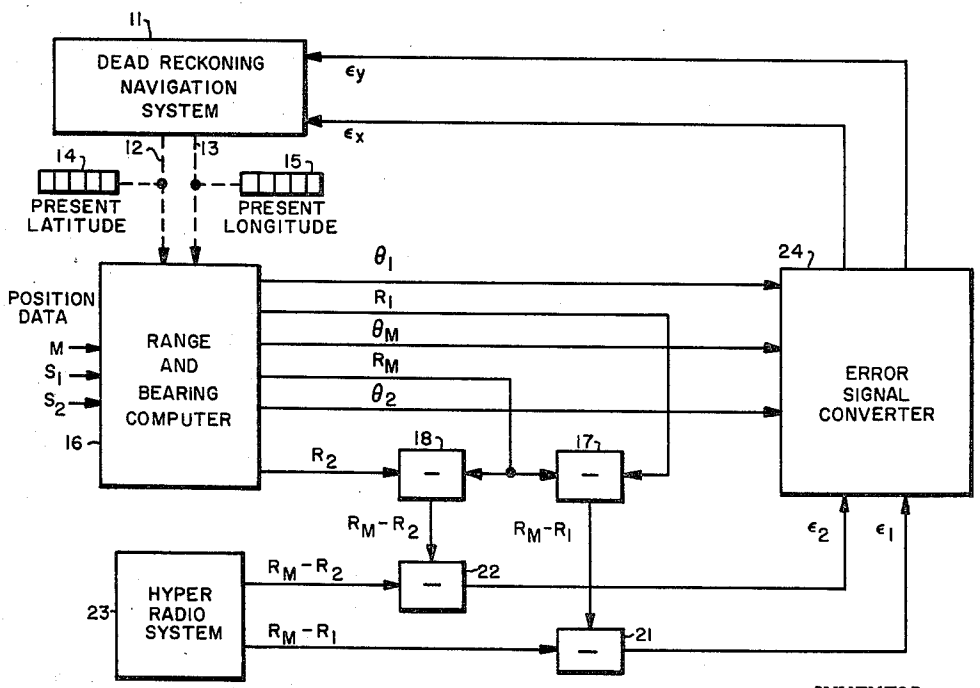 11
DEAD RECKONING
NAVIGATION
SYSTEM
εy
εx
12
13
14
15
PRESENT
LATITUDE
PRESENT
LONGITUDE
POSITION
DATA
M
S1
S2
16
RANGE
AND
BEARING
COMPUTER
θ1
R1
θM
RM
θ2
R2
24
ERROR
SIGNAL
CONVERTER
18
−
17
−
RM−R2
RM−R1
ε2
ε1
23
HYPER
RADIO
SYSTEM
RM−R2
−
22
RM−R1
−
21